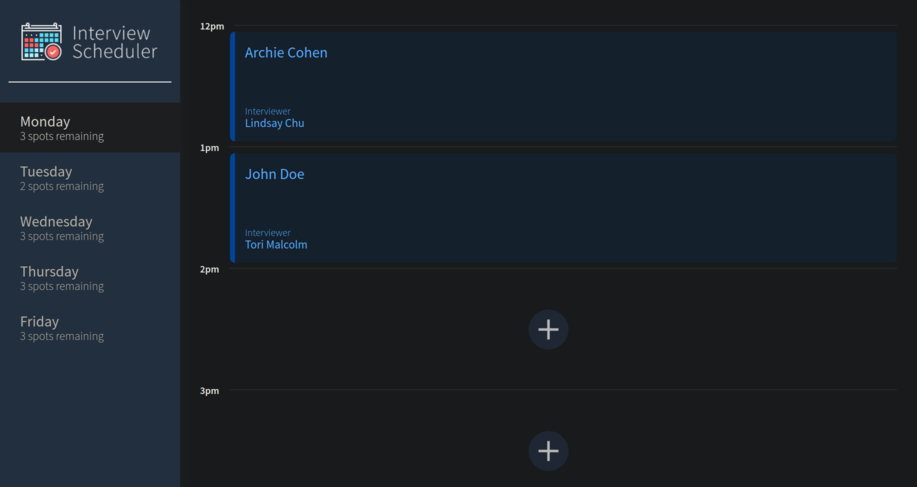 Interview
Scheduler
Monday
3 spots remaining
Tuesday
2 spots remaining
Wednesday
3 spots remaining
Thursday
3 spots remaining
Friday
3 spots remaining
12pm
Archie Cohen
Interviewer
Lindsay Chu
1pm
John Doe
Interviewer
Tori Malcolm
2pm
3pm